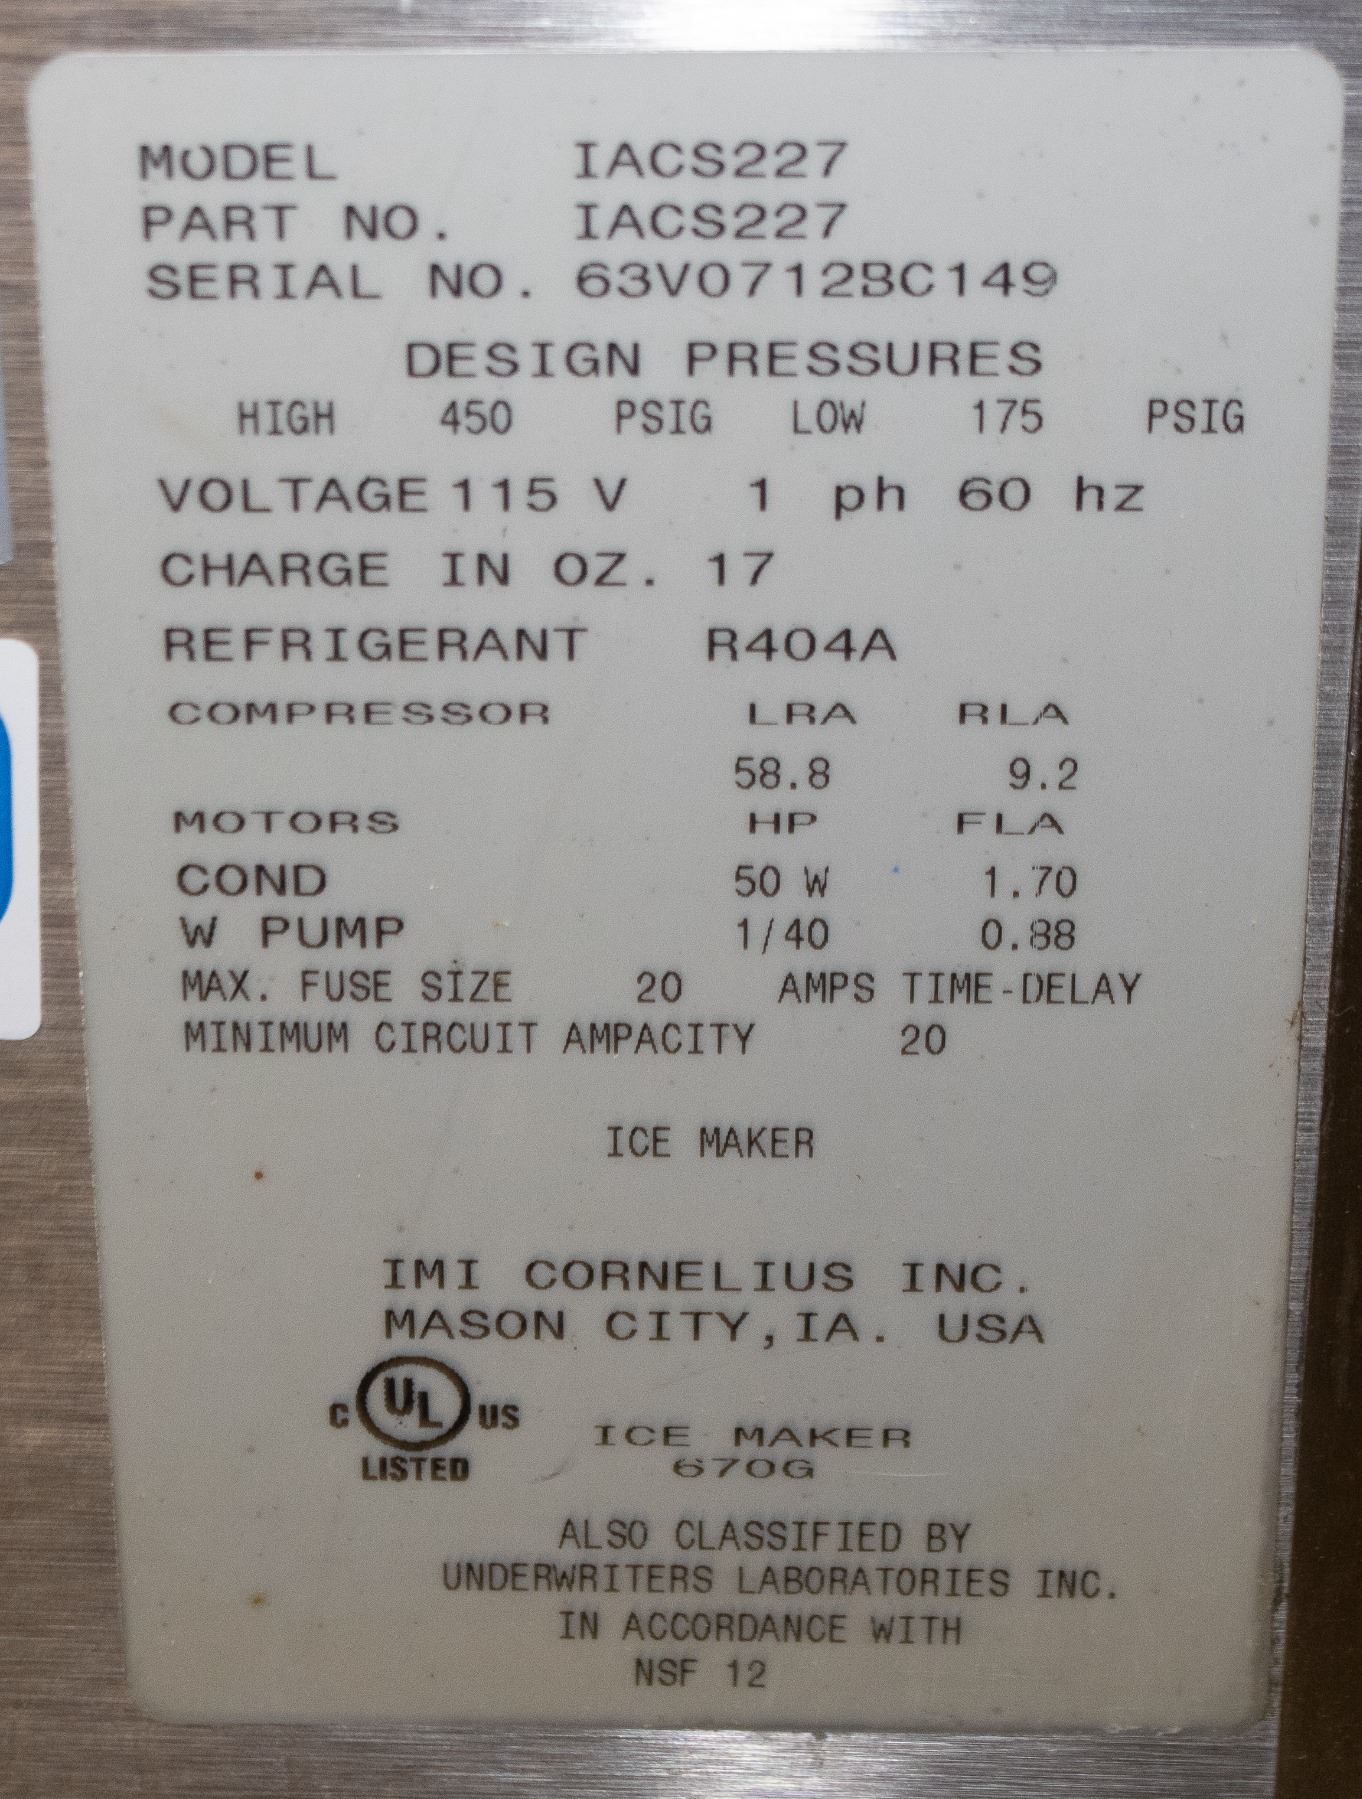 MODEL IACS227
PART NO. IACS227
SERIAL NO. 63V0712BC149
DESIGN PRESSURES
HIGH 450 PSIG LOW 175 PSIG
VOLTAGE 115 V 1 ph 60 hz
CHARGE IN OZ. 17
REFRIGERANT R404A
COMPRESSOR LRA RLA
58.8 9.2
MOTORS HP FLA
COND 50 W 1.70
W PUMP 1/40 0.88
MAX. FUSE SIZE 20 AMPS TIME-DELAY
MINIMUM CIRCUIT AMPACITY 20
ICE MAKER
IMI CORNELIUS INC.
MASON CITY, IA. USA
C UL US
LISTED
ICE MAKER
670G
ALSO CLASSIFIED BY
UNDERWRITERS LABORATORIES INC.
IN ACCORDANCE WITH
NSF 12